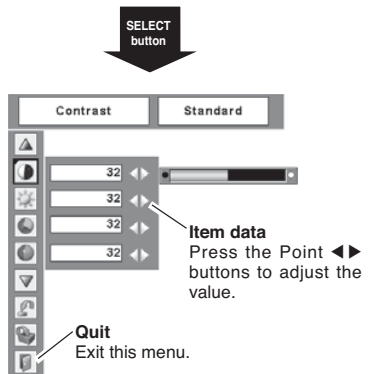 SELECT
button
Contrast Standard
32
32
32
32
Item data
Press the Point ◀▶
buttons to adjust the
value.
Quit
Exit this menu.